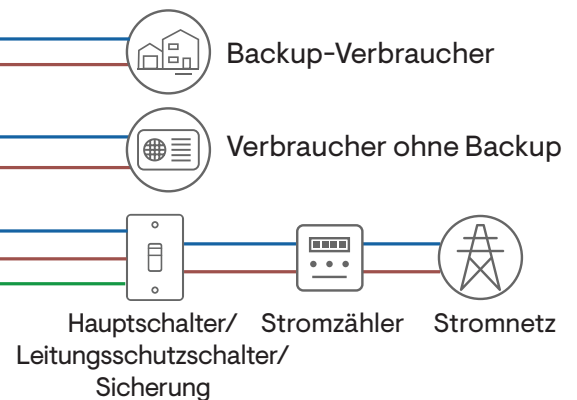 Backup-Verbraucher
Verbraucher ohne Backup
Hauptschalter/
Leitungsschutzschalter/
Sicherung
Stromzähler
Stromnetz